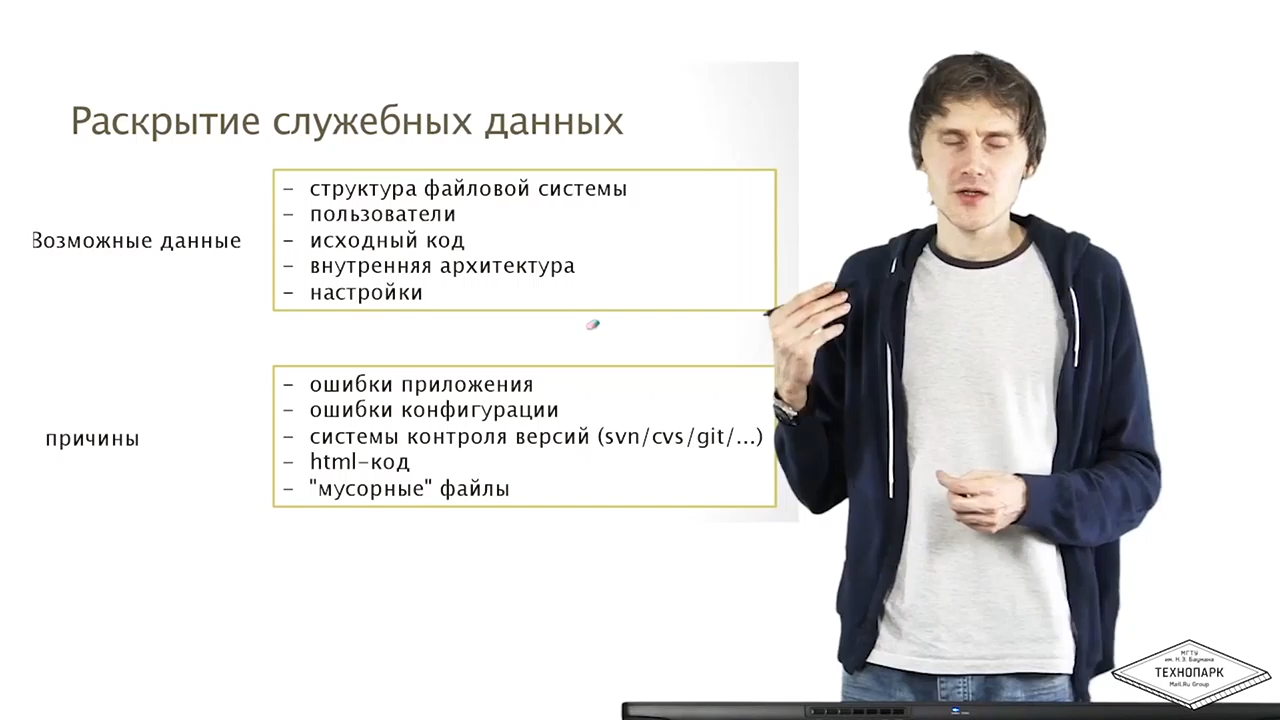 Раскрытие служебных данных
Возможные данные
– структура файловой системы
– пользователи
– исходный код
– внутренняя архитектура
– настройки
причины
– ошибки приложения
– ошибки конфигурации
– системы контроля версий (svn/cvs/git/...)
– html-код
– "мусорные" файлы
МГТУ
им. Н.Э. Баумана
ТЕХНОПАРК
Mail.Ru Group